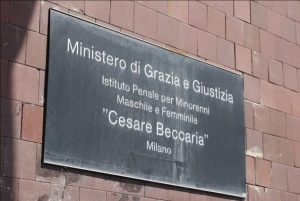 Ministero di Grazia e Giustizia
Istituto Penale per Minorenni
Maschile e Femminile
"Cesare Beccaria"
Milano